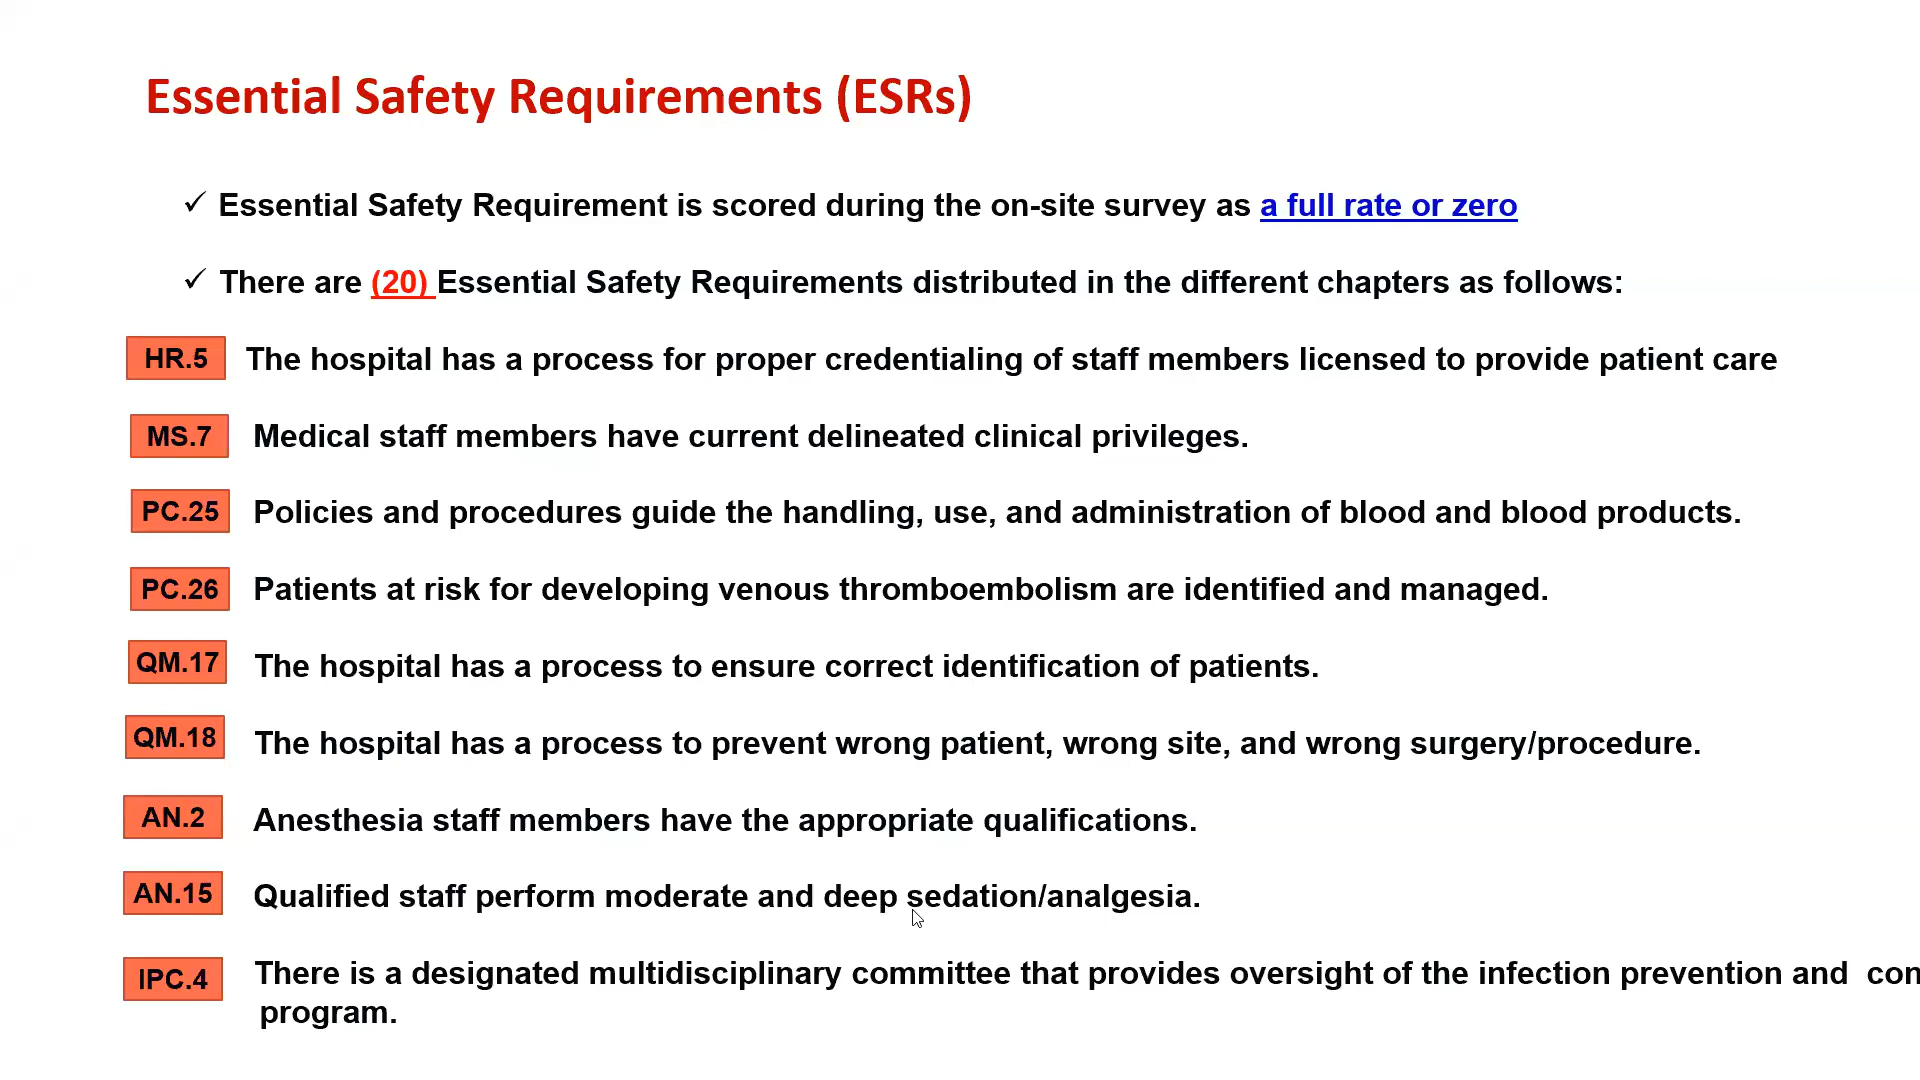 Essential Safety Requirements (ESRs)
✓ Essential Safety Requirement is scored during the on-site survey as a full rate or zero
✓ There are (20) Essential Safety Requirements distributed in the different chapters as follows:
HR.5 The hospital has a process for proper credentialing of staff members licensed to provide patient care
MS.7 Medical staff members have current delineated clinical privileges.
PC.25 Policies and procedures guide the handling, use, and administration of blood and blood products.
PC.26 Patients at risk for developing venous thromboembolism are identified and managed.
QM.17 The hospital has a process to ensure correct identification of patients.
QM.18 The hospital has a process to prevent wrong patient, wrong site, and wrong surgery/procedure.
AN.2 Anesthesia staff members have the appropriate qualifications.
AN.15 Qualified staff perform moderate and deep sedation/analgesia.
IPC.4 There is a designated multidisciplinary committee that provides oversight of the infection prevention and
program.